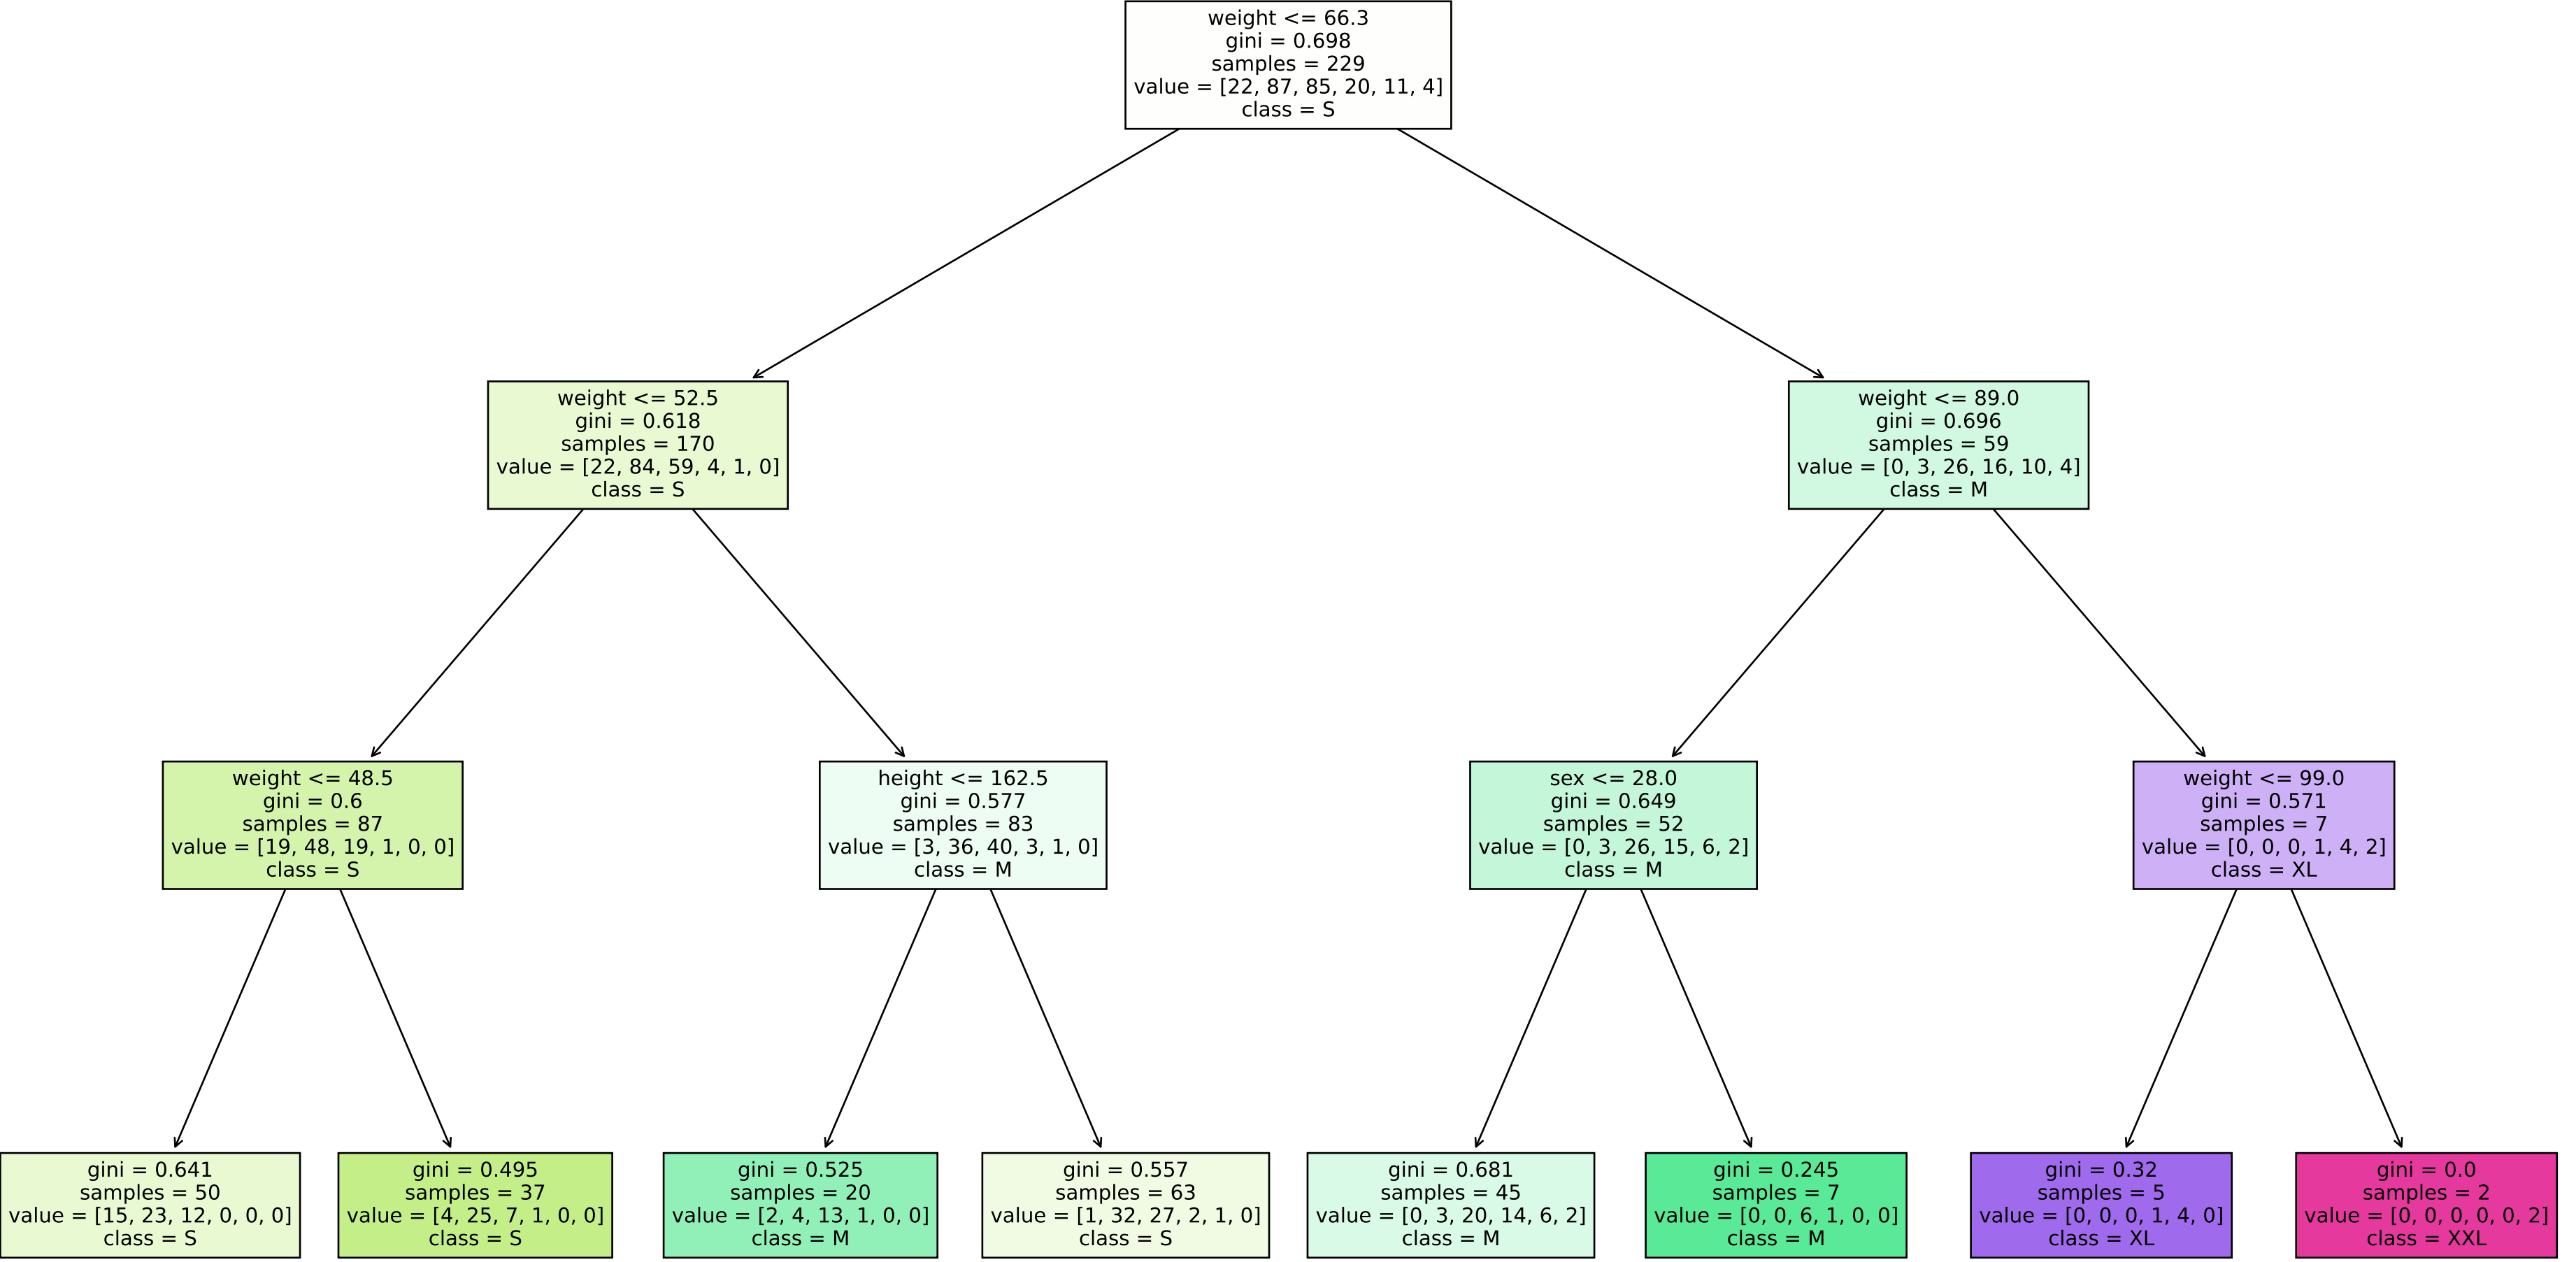 weight <= 66.3
gini = 0.698
samples = 229
value = [22, 87, 85, 20, 11, 4]
class = S
weight <= 52.5
gini = 0.618
samples = 170
value = [22, 84, 59, 4, 1, 0]
class = S
weight <= 89.0
gini = 0.696
samples = 59
value = [0, 3, 26, 16, 10, 4]
class = M
weight <= 48.5
gini = 0.6
samples = 87
value = [19, 48, 19, 1, 0, 0]
class = S
height <= 162.5
gini = 0.577
samples = 83
value = [3, 36, 40, 3, 1, 0]
class = M
sex <= 28.0
gini = 0.649
samples = 52
value = [0, 3, 26, 15, 6, 2]
class = M
weight <= 99.0
gini = 0.571
samples = 7
value = [0, 0, 0, 1, 4, 2]
class = XL
gini = 0.641
samples = 50
value = [15, 23, 12, 0, 0, 0]
class = S
gini = 0.495
samples = 37
value = [4, 25, 7, 1, 0, 0]
class = S
gini = 0.525
samples = 20
value = [2, 4, 13, 1, 0, 0]
class = M
gini = 0.557
samples = 63
value = [1, 32, 27, 2, 1, 0]
class = S
gini = 0.681
samples = 45
value = [0, 3, 20, 14, 6, 2]
class = M
gini = 0.245
samples = 7
value = [0, 0, 6, 1, 0, 0]
class = M
gini = 0.32
samples = 5
value = [0, 0, 0, 1, 4, 0]
class = XL
gini = 0.0
samples = 2
value = [0, 0, 0, 0, 0, 2]
class = XXL